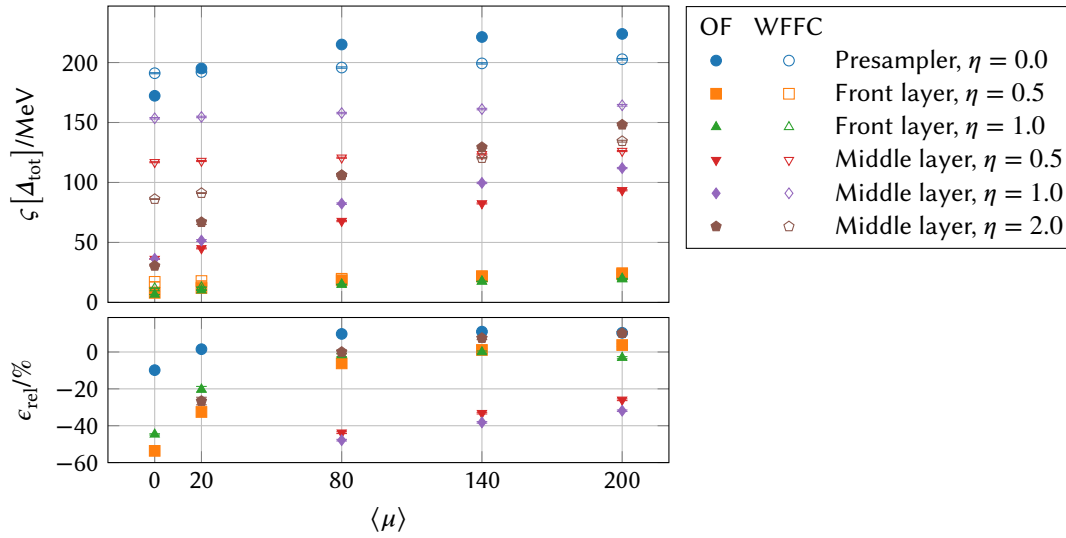 ς [Δtot]/MeV
200
150
100
50
0
ϵrel/%
0
−20
−40
−60
0 20 80 140 200
⟨μ⟩
OF WFFC
Presampler, η = 0.0
Front layer, η = 0.5
Front layer, η = 1.0
Middle layer, η = 0.5
Middle layer, η = 1.0
Middle layer, η = 2.0